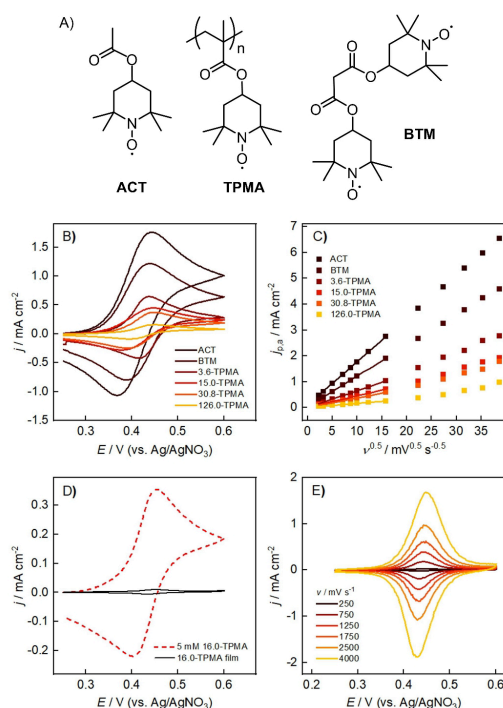 A)
O
O
n
O
O
N
O•
ACT
N
O•
TPMA
O
O
O
O
N
O•
N
O•
BTM
B)
j / mA cm⁻²
1.5
1.0
0.5
0.0
-0.5
-1.0
ACT
BTM
3.6-TPMA
15.0-TPMA
30.8-TPMA
126.0-TPMA
0.3 0.4 0.5 0.6
E / V (vs. Ag/AgNO₃)
C)
jp,a / mA cm⁻²
7
6
5
4
3
2
1
0
ACT
BTM
3.6-TPMA
15.0-TPMA
30.8-TPMA
126.0-TPMA
0 5 10 15 20 25 30 35
ν⁰·⁵ / mV⁰·⁵ s⁻⁰·⁵
D)
j / mA cm⁻²
0.3
0.2
0.1
0.0
-0.1
-0.2
5 mM 16.0-TPMA
16.0-TPMA film
0.3 0.4 0.5 0.6
E / V (vs. Ag/AgNO₃)
E)
j / mA cm⁻²
2
1
0
-1
-2
ν / mV s⁻¹
250
750
1250
1750
2500
4000
0.2 0.3 0.4 0.5 0.6
E / V (vs. Ag/AgNO₃)